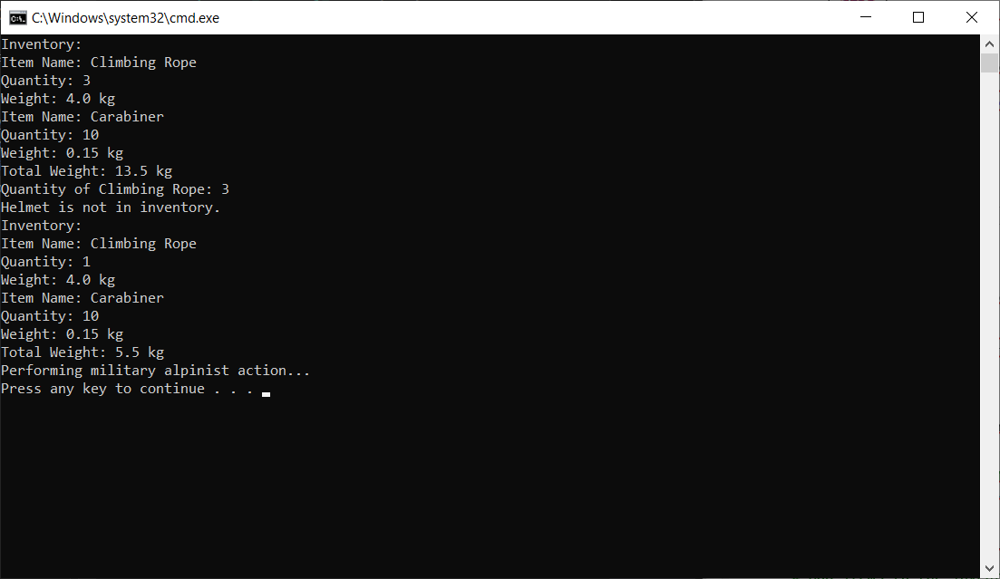 C:\Windows\system32\cmd.exe
Inventory:
Item Name: Climbing Rope
Quantity: 3
Weight: 4.0 kg
Item Name: Carabiner
Quantity: 10
Weight: 0.15 kg
Total Weight: 13.5 kg
Quantity of Climbing Rope: 3
Helmet is not in inventory.
Inventory:
Item Name: Climbing Rope
Quantity: 1
Weight: 4.0 kg
Item Name: Carabiner
Quantity: 10
Weight: 0.15 kg
Total Weight: 5.5 kg
Performing military alpinist action...
Press any key to continue . . .